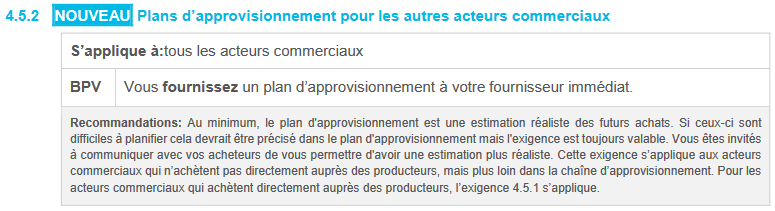 4.5.2 NOUVEAU Plans d'approvisionnement pour les autres acteurs commerciaux
S'applique à:tous les acteurs commerciaux
BPV Vous fournissez un plan d'approvisionnement à votre fournisseur immédiat.
Recommandations: Au minimum, le plan d'approvisionnement est une estimation réaliste des futurs achats. Si ceux-ci sont
difficiles à planifier cela devrait être précisé dans le plan d'approvisionnement mais l'exigence est toujours valable. Vous êtes invités
à communiquer avec vos acheteurs de vous permettre d'avoir une estimation plus réaliste. Cette exigence s'applique aux acteurs
commerciaux qui n'achètent pas directement auprès des producteurs, mais plus loin dans la chaîne d'approvisionnement. Pour les
acteurs commerciaux qui achètent directement auprès des producteurs, l'exigence 4.5.1 s'applique.